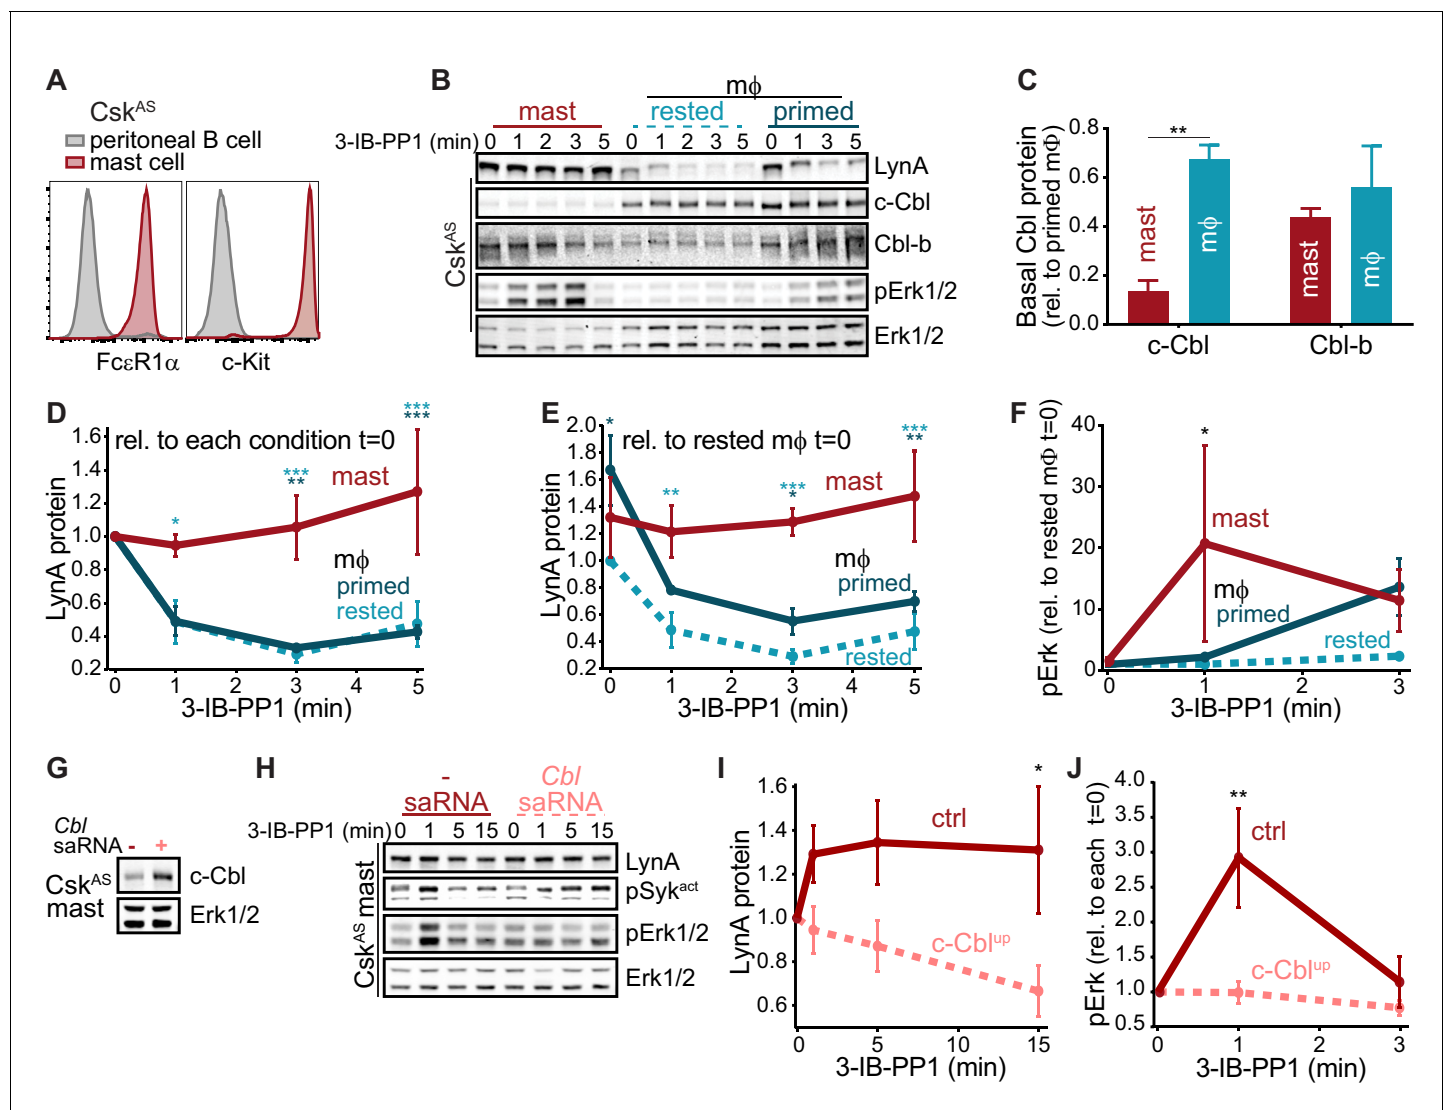 A
Csk^AS
peritoneal B cell
mast cell
FcεR1α
c-Kit
B
mϕ
mast
rested
primed
3-IB-PP1 (min) 0 1 2 3 5 0 1 2 3 5 0 1 3 5
Csk^AS
LynA
c-Cbl
Cbl-b
pErk1/2
Erk1/2
C
Basal Cbl protein
(rel. to primed mΦ)
0.8
0.6
0.4
0.2
0.0
**
mast
mϕ
mast
mϕ
c-Cbl
Cbl-b
D
rel. to each condition t=0
LynA protein
1.6
1.4
1.2
1.0
0.8
0.6
0.4
0.2
*
***
**
***
***
mast
mϕ
primed
rested
0 1 2 3 4 5
3-IB-PP1 (min)
E
rel. to rested mϕ t=0
LynA protein
2.0
1.8
1.6
1.4
1.2
1.0
0.8
0.6
0.4
0.2
*
**
***
*
***
**
mast
mϕ
primed
rested
0 1 2 3 4 5
3-IB-PP1 (min)
F
pErk (rel. to rested mΦ t=0)
40
30
20
10
0
*
mast
mϕ
primed
rested
0 1 2 3
3-IB-PP1 (min)
G
Cbl
saRNA - +
Csk^AS
mast
c-Cbl
Erk1/2
H
-
saRNA
Cbl
saRNA
3-IB-PP1 (min) 0 1 5 15 0 1 5 15
Csk^AS mast
LynA
pSyk^act
pErk1/2
Erk1/2
I
LynA protein
1.6
1.4
1.2
1.0
0.8
0.6
*
ctrl
c-Cbl^up
0 5 10 15
3-IB-PP1 (min)
J
pErk (rel. to each t=0)
4.0
3.5
3.0
2.5
2.0
1.5
1.0
0.5
**
ctrl
c-Cbl^up
0 1 2 3
3-IB-PP1 (min)